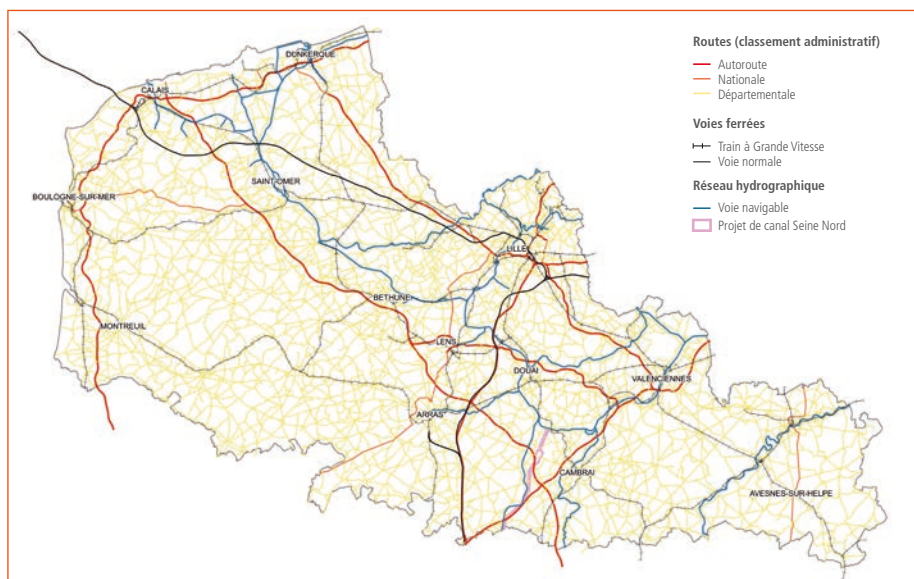 Routes (classement administratif)
Autoroute
Nationale
Départementale
Voies ferrées
Train à Grande Vitesse
Voie normale
Réseau hydrographique
Voie navigable
Projet de canal Seine Nord
DUNKERQUE
CALAIS
SAINT-OMER
BOULOGNE-SUR-MER
LILLE
BETHUNE
MONTREUIL
LENS
DOUAI
VALENCIENNES
ARRAS
CAMBRAI
AVESNES-SUR-HELPE